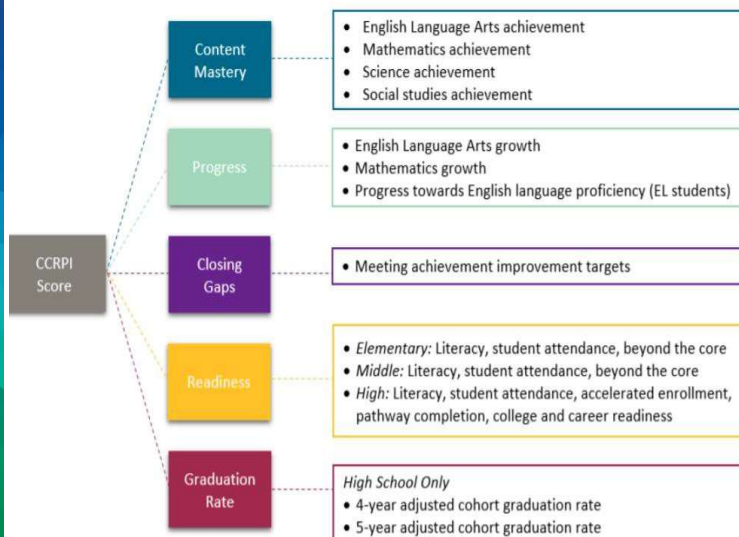 CCRPI
Score
Content
Mastery
• English Language Arts achievement
• Mathematics achievement
• Science achievement
• Social studies achievement
Progress
• English Language Arts growth
• Mathematics growth
• Progress towards English language proficiency (EL students)
Closing
Gaps
• Meeting achievement improvement targets
Readiness
• Elementary: Literacy, student attendance, beyond the core
• Middle: Literacy, student attendance, beyond the core
• High: Literacy, student attendance, accelerated enrollment,
pathway completion, college and career readiness
Graduation
Rate
High School Only
• 4-year adjusted cohort graduation rate
• 5-year adjusted cohort graduation rate